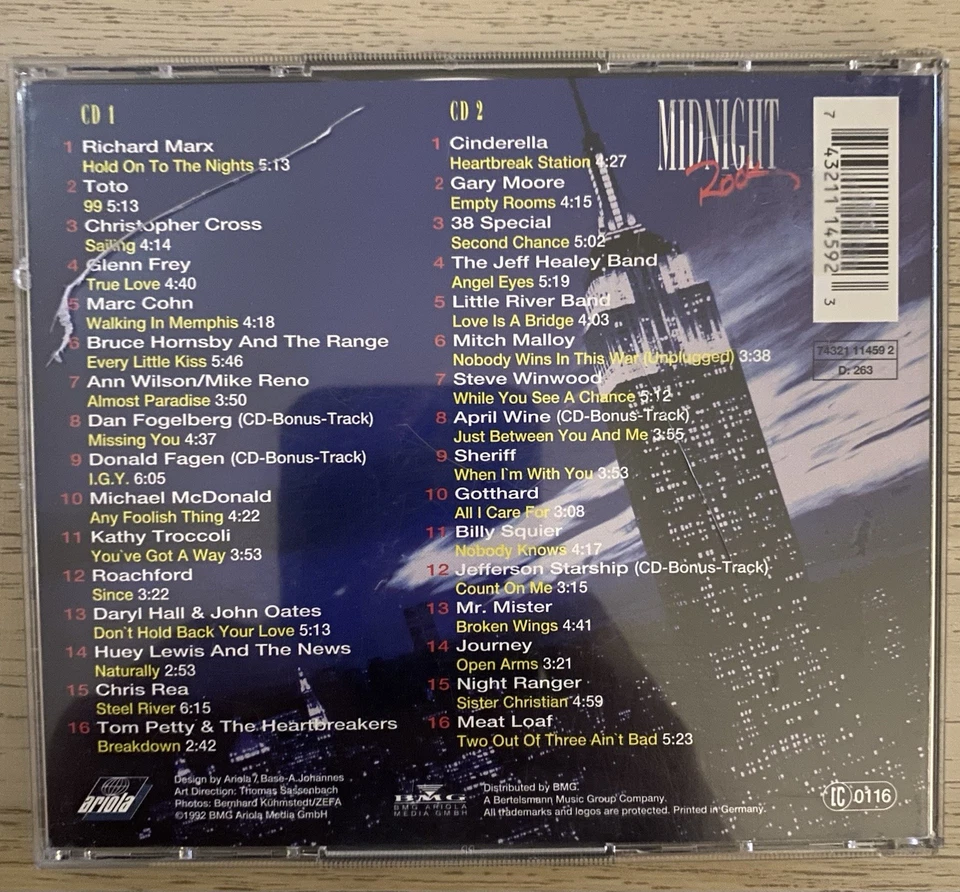 CD 1
1 Richard Marx
Hold On To The Nights 5:13
2 Toto
99 5:13
3 Christopher Cross
Sailing 4:14
4 Glenn Frey
True Love 4:40
5 Marc Cohn
Walking In Memphis 4:18
6 Bruce Hornsby And The Range
Every Little Kiss 5:46
7 Ann Wilson/Mike Reno
Almost Paradise 3:50
8 Dan Fogelberg (CD-Bonus-Track)
Missing You 4:37
9 Donald Fagen (CD-Bonus-Track)
I.G.Y. 6:05
10 Michael McDonald
Any Foolish Thing 4:22
11 Kathy Troccoli
You`ve Got A Way 3:53
12 Roachford
Since 3:22
13 Daryl Hall & John Oates
Don`t Hold Back Your Love 5:13
14 Huey Lewis And The News
Naturally 2:53
15 Chris Rea
Steel River 6:15
16 Tom Petty & The Heartbreakers
Breakdown 2:42
CD 2
1 Cinderella
Heartbreak Station 4:27
2 Gary Moore
Empty Rooms 4:15
3 38 Special
Second Chance 5:02
4 The Jeff Healey Band
Angel Eyes 5:19
5 Little River Band
Love Is A Bridge 4:03
6 Mitch Malloy
Nobody Wins In This War (Unplugged) 3:38
7 Steve Winwood
While You See A Chance 5:12
8 April Wine (CD-Bonus-Track)
Just Between You And Me 3:55
9 Sheriff
When I`m With You 3:53
10 Gotthard
All I Care For 3:08
11 Billy Squier
Nobody Knows 4:17
12 Jefferson Starship (CD-Bonus-Track)
Count On Me 3:15
13 Mr. Mister
Broken Wings 4:41
14 Journey
Open Arms 3:21
15 Night Ranger
Sister Christian 4:59
16 Meat Loaf
Two Out Of Three Ain`t Bad 5:23
MIDNIGHT
Rock
7 43211 14592 3
74321 11459 2
D: 263
ariola
Design by Ariola / Base-A.Johannes
Art Direction: Thomas Sassenbach
Photos: Bernhard Kühmstedt/ZEFA
©1992 BMG Ariola Media GmbH
BMG
BMG ARIOLA
MEDIA GMBH
Distributed by BMG.
A Bertelsmann Music Group Company.
All trademarks and logos are protected. Printed in Germany.
LC 0116